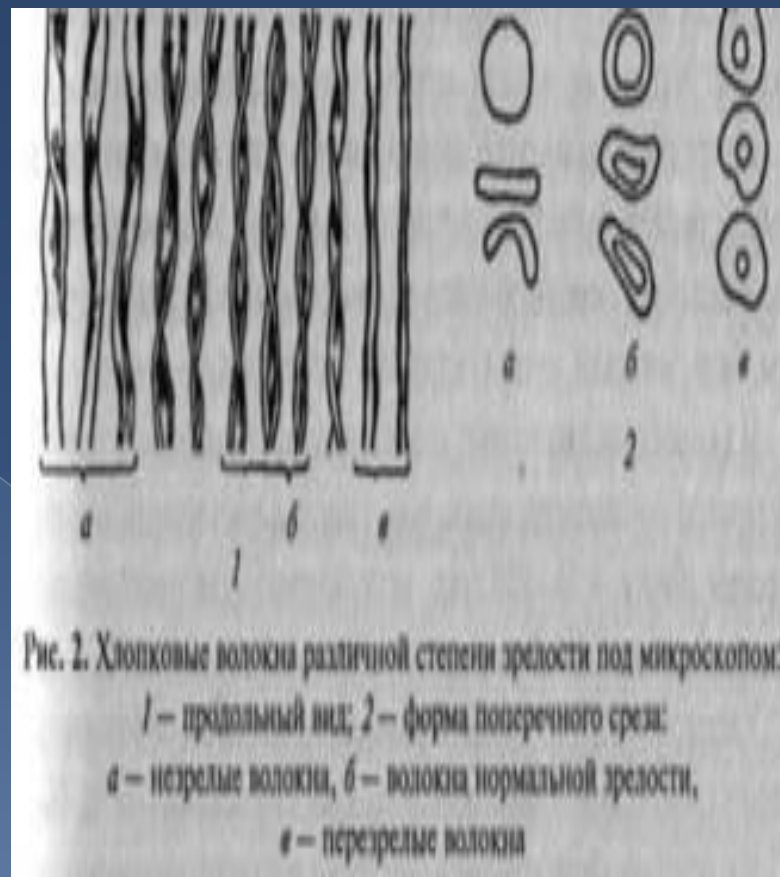 а
б
в
а
б
в
1
2
Рис. 2. Хлопковые волокна различной степени зрелости под микроскопом:
1 – продольный вид; 2 – форма поперечного среза:
а – незрелые волокна, б – волокна нормальной зрелости,
в – перезрелые волокна